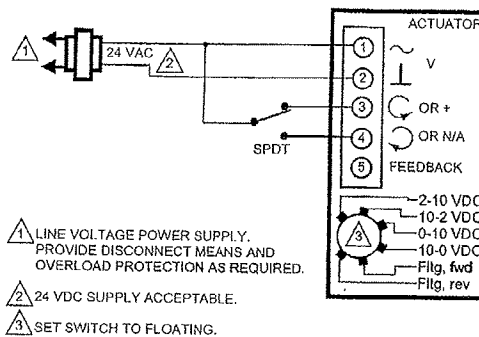 ACTUATOR
1
24 VAC
2
1
V
2
3 OR +
4 OR N/A
SPDT
5 FEEDBACK
2-10 VDC
10-2 VDC
0-10 VDC
10-0 VDC
Fltg, fwd
Fltg, rev
3
1 LINE VOLTAGE POWER SUPPLY.
PROVIDE DISCONNECT MEANS AND
OVERLOAD PROTECTION AS REQUIRED.
2 24 VDC SUPPLY ACCEPTABLE.
3 SET SWITCH TO FLOATING.